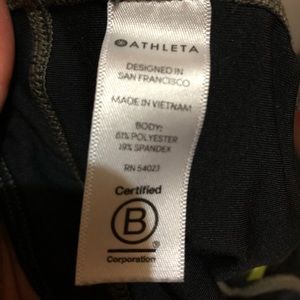 ATHLETA
DESIGNED IN
SAN FRANCISCO
MADE IN VIETNAM
BODY:
81% POLYESTER
19% SPANDEX
RN 54023
Certified
B
Corporation